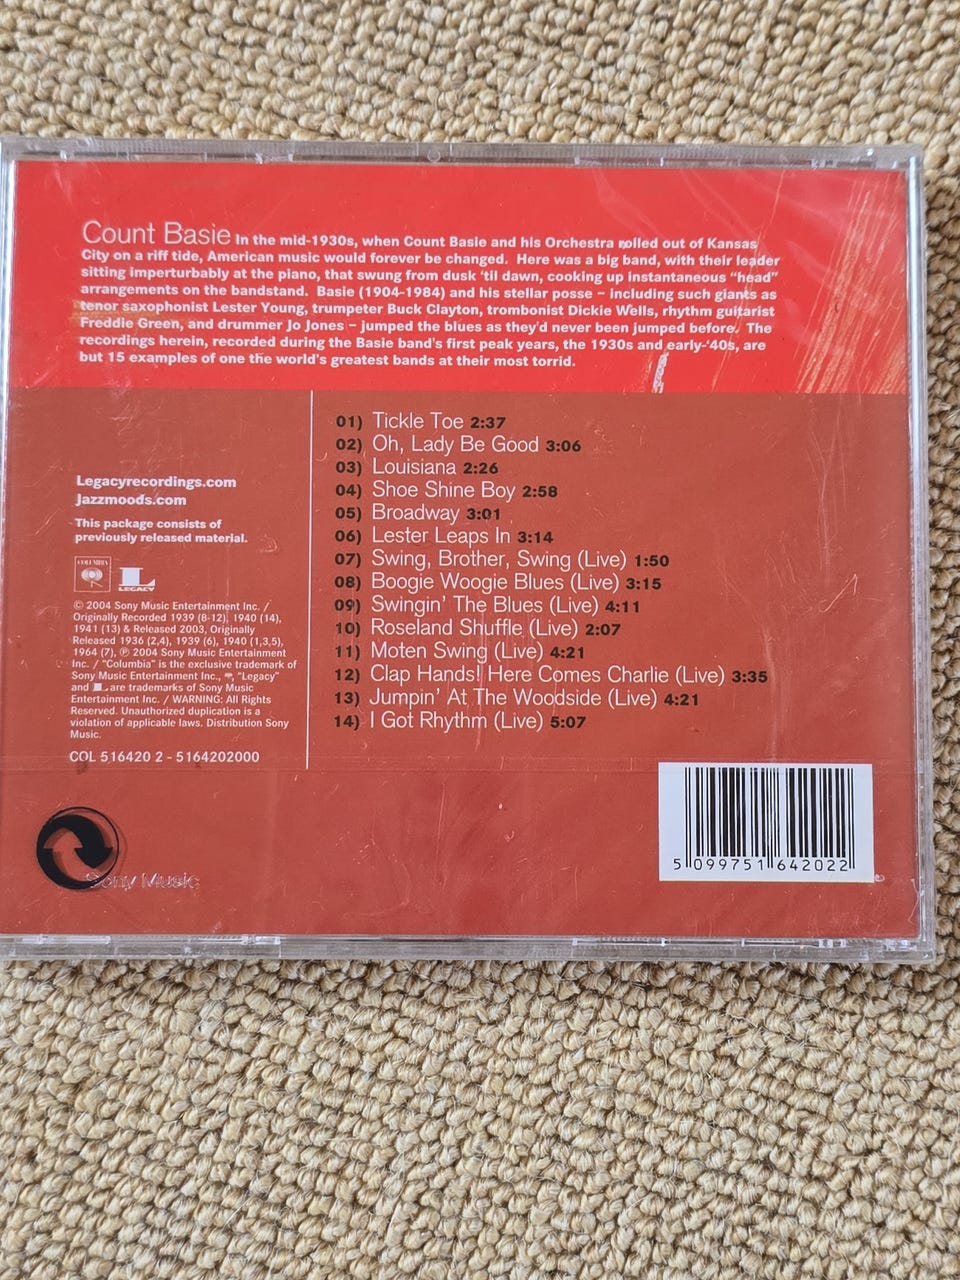 Count Basie In the mid-1930s, when Count Basie and his Orchestra rolled out of Kansas
City on a riff tide, American music would forever be changed. Here was a big band, with their leader
sitting imperturbably at the piano, that swung from dusk 'til dawn, cooking up instantaneous "head"
arrangements on the bandstand. Basie (1904-1984) and his stellar posse – including such giants as
tenor saxophonist Lester Young, trumpeter Buck Clayton, trombonist Dickie Wells, rhythm guitarist
Freddie Green, and drummer Jo Jones – jumped the blues as they'd never been jumped before. The
recordings herein, recorded during the Basie band's first peak years, the 1930s and early-'40s, are
but 15 examples of one the world's greatest bands at their most torrid.
01) Tickle Toe 2:37
02) Oh, Lady Be Good 3:06
03) Louisiana 2:26
04) Shoe Shine Boy 2:58
05) Broadway 3:01
06) Lester Leaps In 3:14
07) Swing, Brother, Swing (Live) 1:50
08) Boogie Woogie Blues (Live) 3:15
09) Swingin' The Blues (Live) 4:11
10) Roseland Shuffle (Live) 2:07
11) Moten Swing (Live) 4:21
12) Clap Hands! Here Comes Charlie (Live) 3:35
13) Jumpin' At The Woodside (Live) 4:21
14) I Got Rhythm (Live) 5:07
Legacyrecordings.com
Jazzmoods.com
This package consists of
previously released material.
COLUMBIA
L
LEGACY
© 2004 Sony Music Entertainment Inc. /
Originally Recorded 1939 (8-12), 1940 (14),
1941 (13) & Released 2003, Originally
Released 1936 (2,4), 1939 (6), 1940 (1,3,5),
1964 (7), ℗ 2004 Sony Music Entertainment
Inc. / "Columbia" is the exclusive trademark of
Sony Music Entertainment Inc., "Legacy"
and L are trademarks of Sony Music
Entertainment Inc. / WARNING: All Rights
Reserved. Unauthorized duplication is a
violation of applicable laws. Distribution Sony
Music.
COL 516420 2 - 5164202000
Sony Music
5 099751 642022